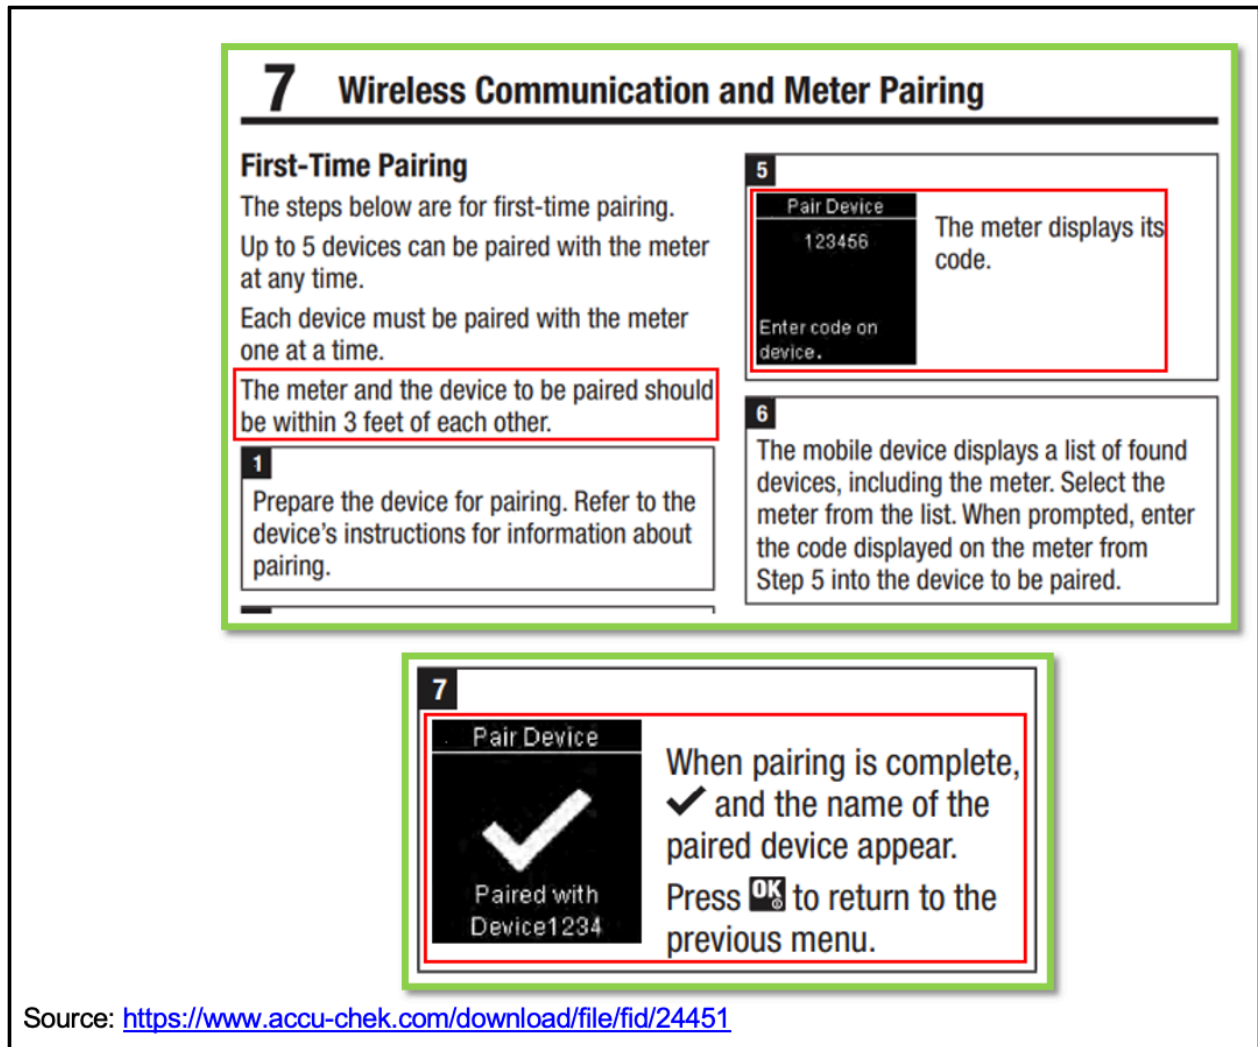 7 Wireless Communication and Meter Pairing
First-Time Pairing
The steps below are for first-time pairing.
Up to 5 devices can be paired with the meter
at any time.
Each device must be paired with the meter
one at a time.
The meter and the device to be paired should
be within 3 feet of each other.
1
Prepare the device for pairing. Refer to the
device's instructions for information about
pairing.
5
Pair Device
123456
Enter code on
device.
The meter displays its
code.
6
The mobile device displays a list of found
devices, including the meter. Select the
meter from the list. When prompted, enter
the code displayed on the meter from
Step 5 into the device to be paired.
7
Pair Device
Paired with
Device1234
When pairing is complete,
✔ and the name of the
paired device appear.
Press OK to return to the
previous menu.
Source: https://www.accu-chek.com/download/file/fid/24451